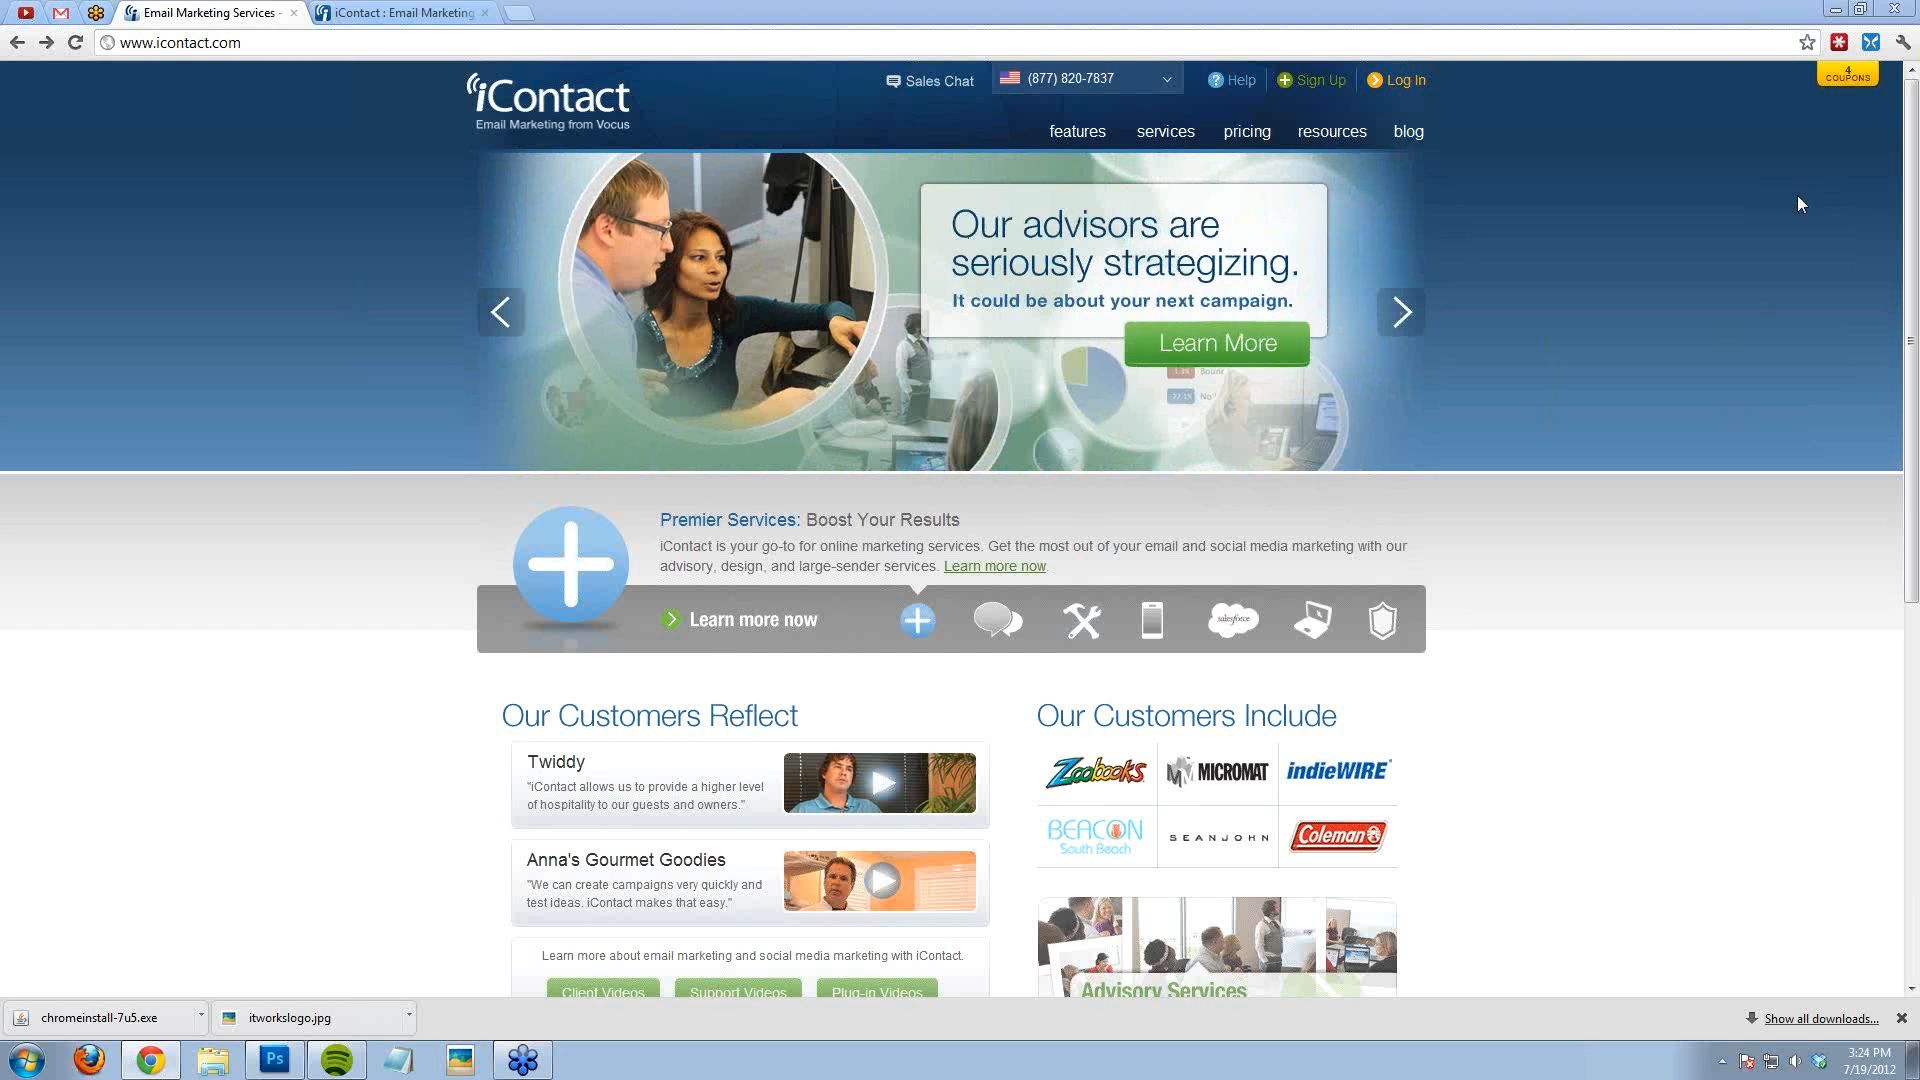 Email Marketing Services -
iContact : Email Marketing
www.icontact.com
4
COUPONS
iContact
Email Marketing from Vocus
Sales Chat
(877) 820-7837
Help
Sign Up
Log In
features
services
pricing
resources
blog
Our advisors are
seriously strategizing.
It could be about your next campaign.
Learn More
Premier Services: Boost Your Results
iContact is your go-to for online marketing services. Get the most out of your email and social media marketing with our
advisory, design, and large-sender services. Learn more now.
Learn more now
salesforce
Our Customers Reflect
Twiddy
"iContact allows us to provide a higher level
of hospitality to our guests and owners."
Anna's Gourmet Goodies
"We can create campaigns very quickly and
test ideas. iContact makes that easy."
Learn more about email marketing and social media marketing with iContact.
Client Videos
Support Videos
Plug-in Videos
Our Customers Include
Zoobooks
MICROMAT
indieWIRE
BEACON
South Beach
SEANJOHN
Coleman
Advisory Services
chromeinstall-7u5.exe
itworkslogo.jpg
Show all downloads...
Ps
3:24 PM
7/19/2012